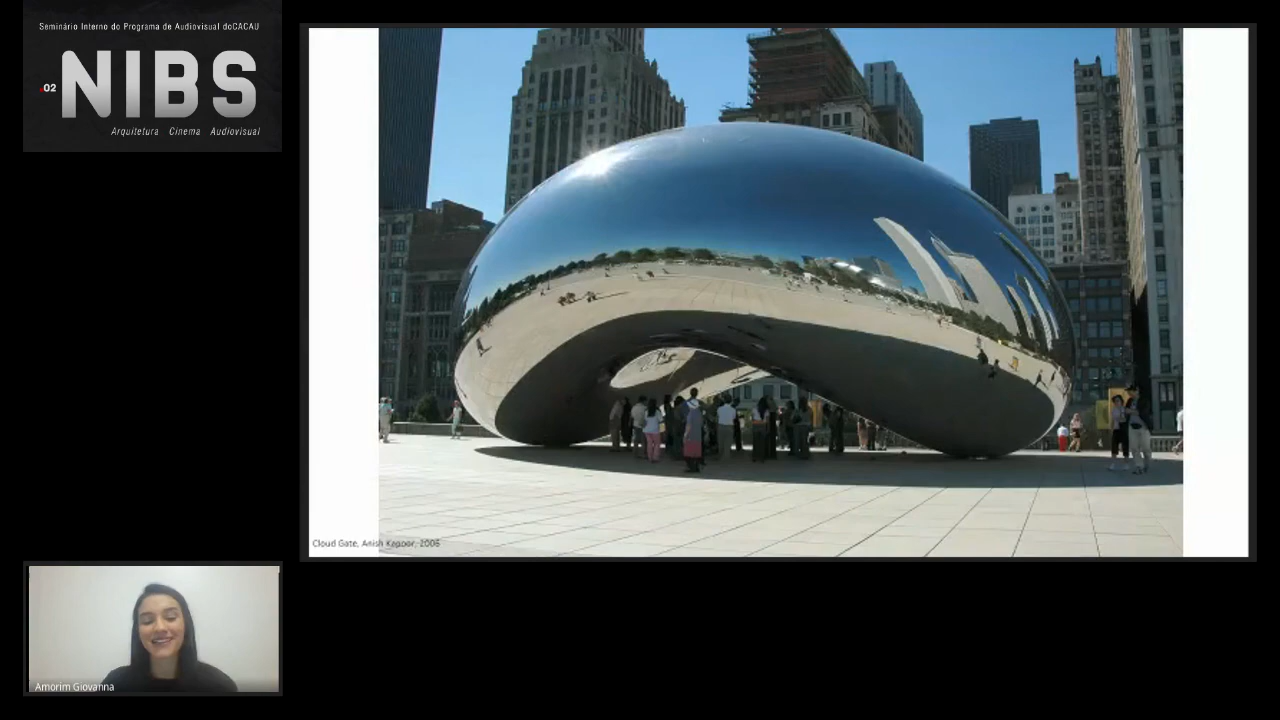 Seminário Interno do Programa de Audiovisual doCACAU
.02 NIBS
Arquitetura Cinema Audiovisual
Cloud Gate, Anish Kapoor, 2006
Amorim Giovanna